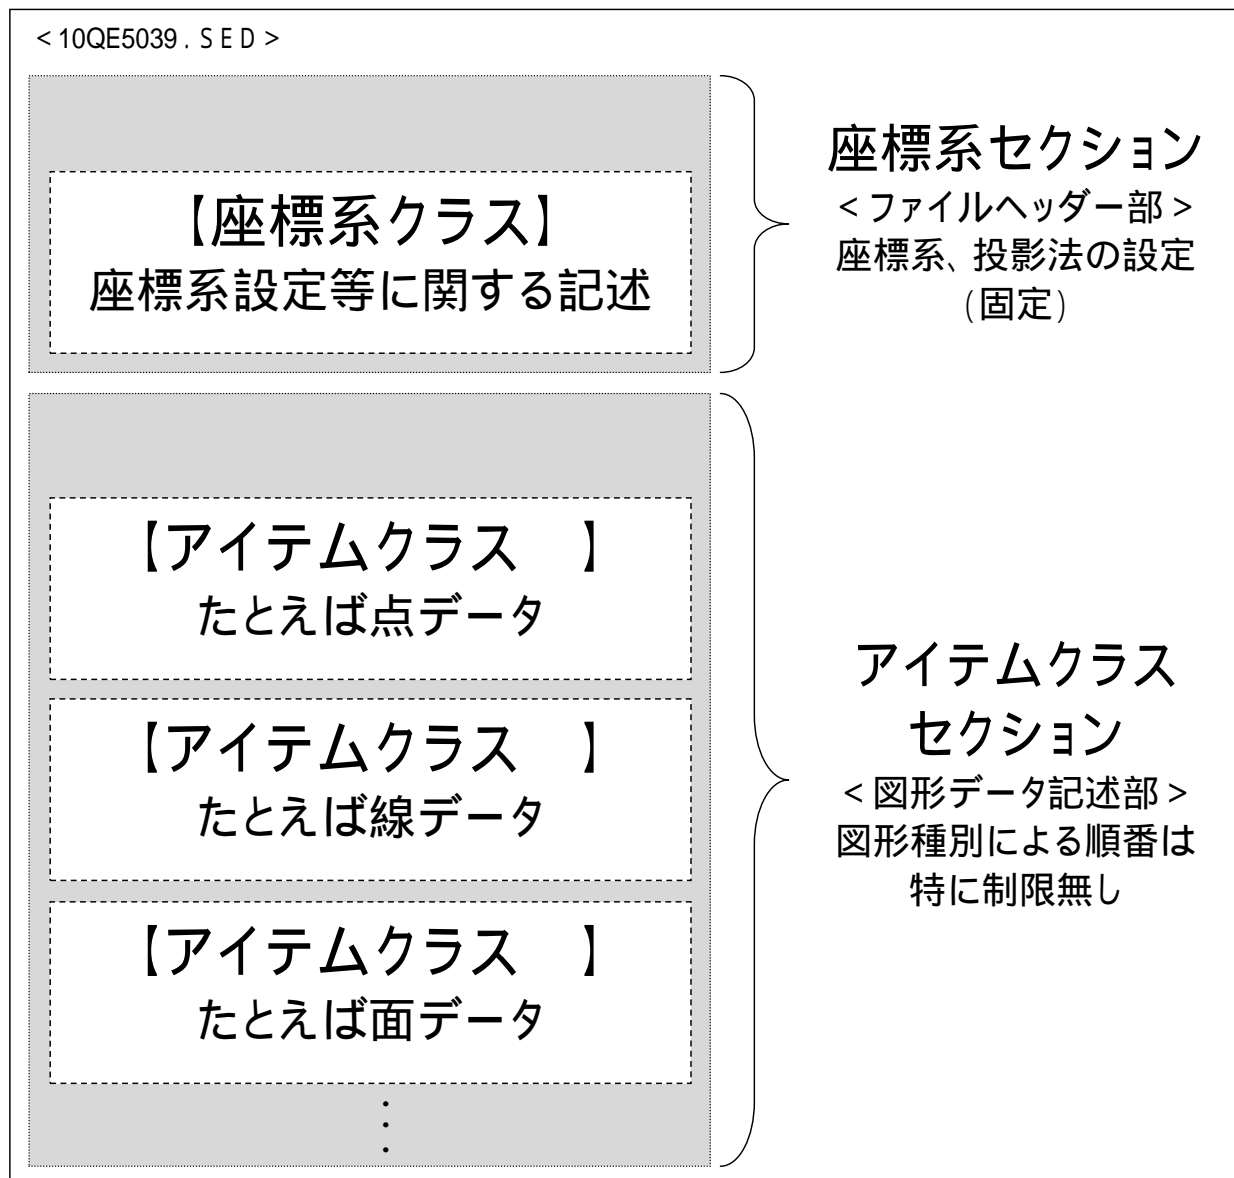 ＜10QE5039．ＳＥＤ＞
【座標系クラス】
座標系設定等に関する記述
座標系セクション
＜ファイルヘッダー部＞
座標系、投影法の設定
（固定）
【アイテムクラス　】
たとえば点データ
【アイテムクラス　】
たとえば線データ
【アイテムクラス　】
たとえば面データ
アイテムクラス
セクション
＜図形データ記述部＞
図形種別による順番は
特に制限無し